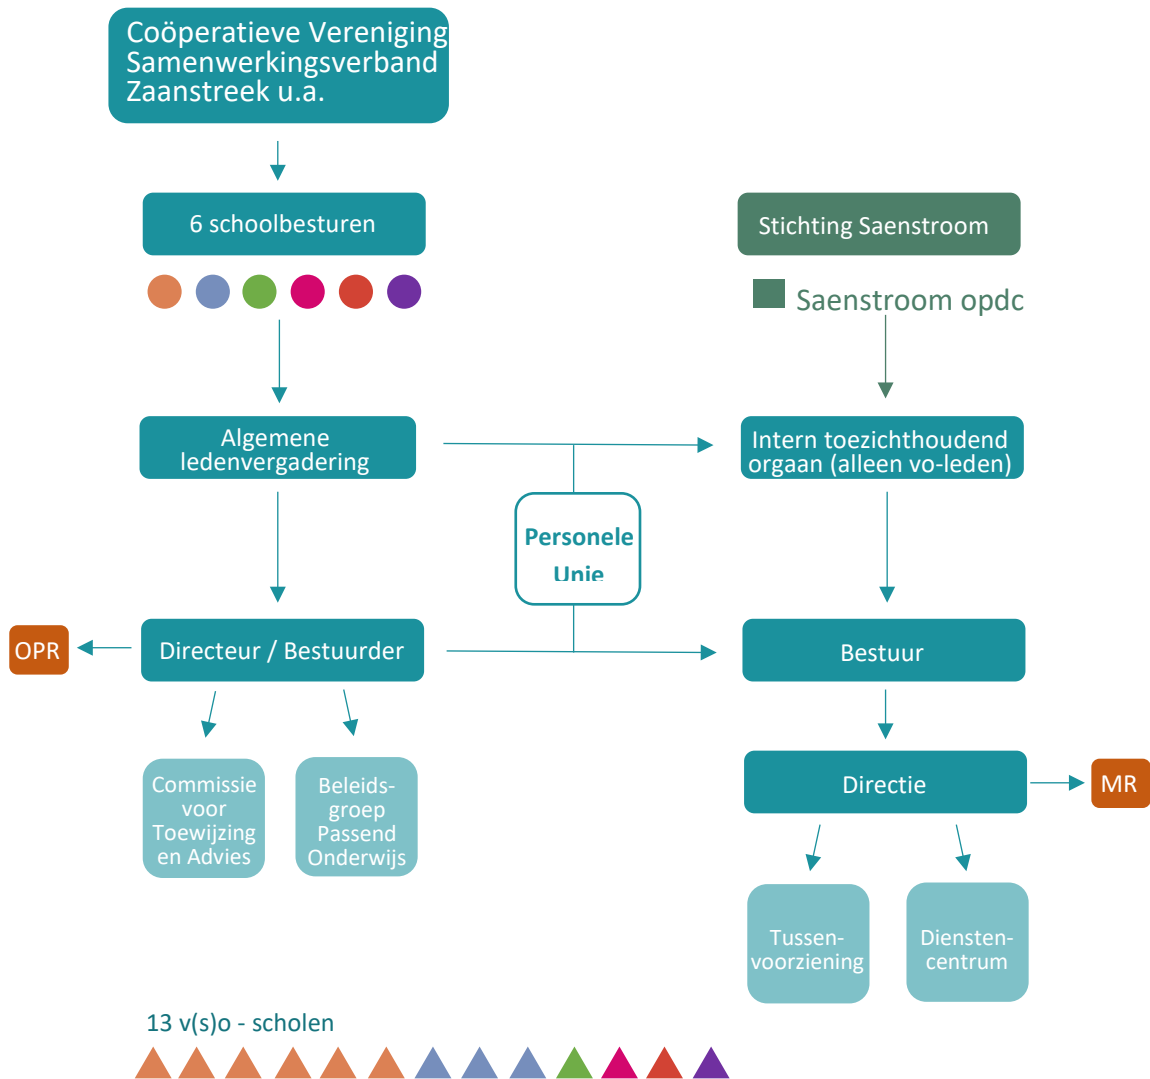 Coöperatieve Vereniging
Samenwerkingsverband
Zaanstreek u.a.
6 schoolbesturen
Stichting Saenstroom
Saenstroom opdc
Algemene
ledenvergadering
Intern toezichthoudend
orgaan (alleen vo-leden)
Personele
Unie
OPR
Directeur / Bestuurder
Bestuur
Commissie
voor
Toewijzing
en Advies
Beleids-
groep
Passend
Onderwijs
Directie
MR
Tussen-
voorziening
Diensten-
centrum
13 v(s)o - scholen